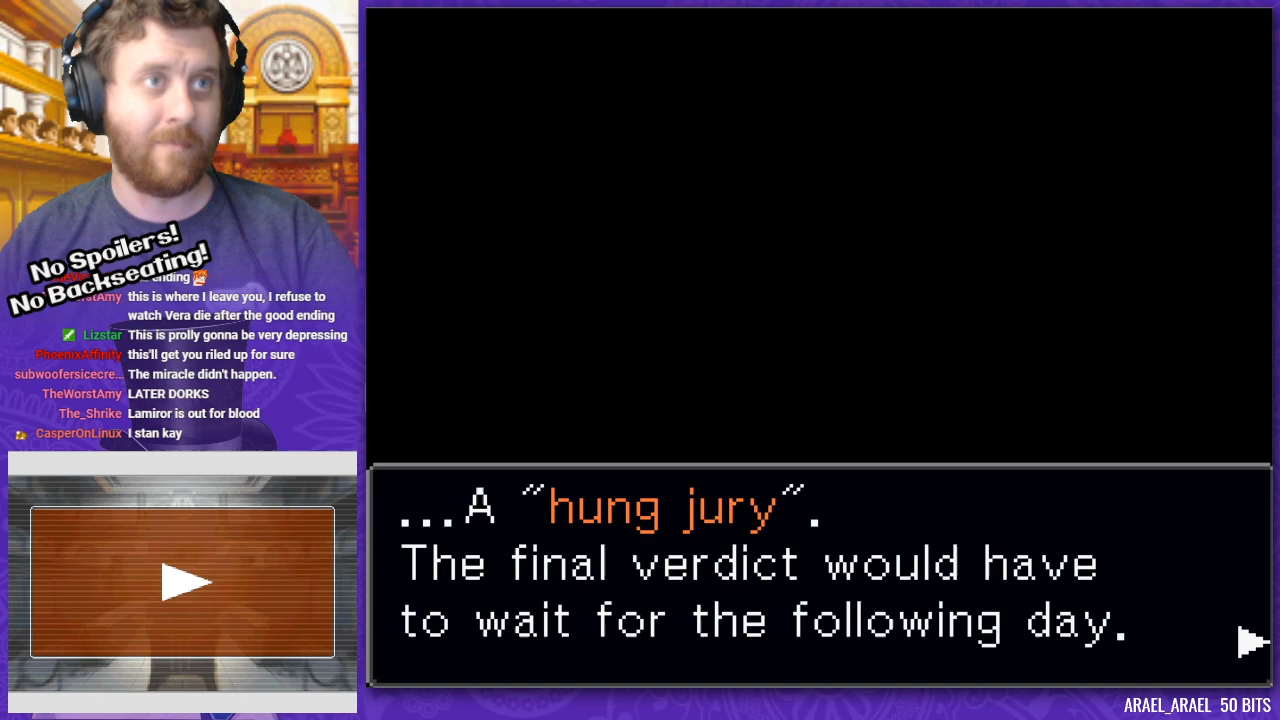 No Spoilers!
No Backseating!
ending
this is where I leave you, I refuse to
watch Vera die after the good ending
Lizstar This is prolly gonna be very depressing
PhoenixAffinity this'll get you riled up for sure
subwoofersicecre... The miracle didn't happen.
TheWorstAmy LATER DORKS
The_Shrike Lamiror is out for blood
CasperOnLinux I stan kay
...A "hung jury".
The final verdict would have
to wait for the following day.
ARAEL_ARAEL 50 BITS